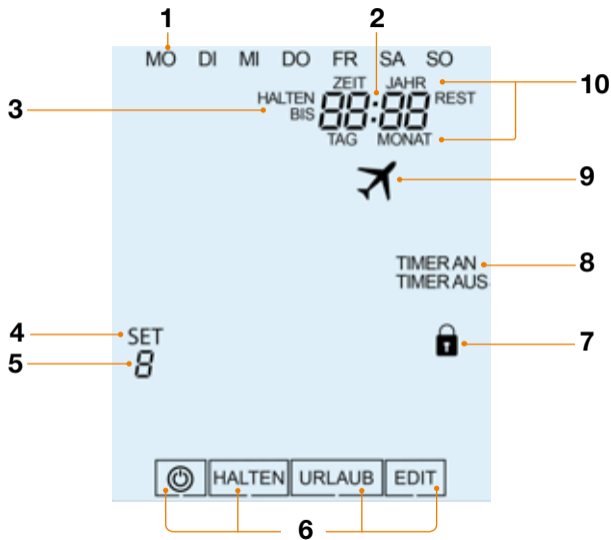 1
2
MO DI MI DO FR SA SO
ZEIT JAHR
10
3
HALTEN
BIS
88:88
REST
TAG MONAT
9
TIMER AN
8
TIMER AUS
4
SET
7
5
8
HALTEN URLAUB EDIT
6